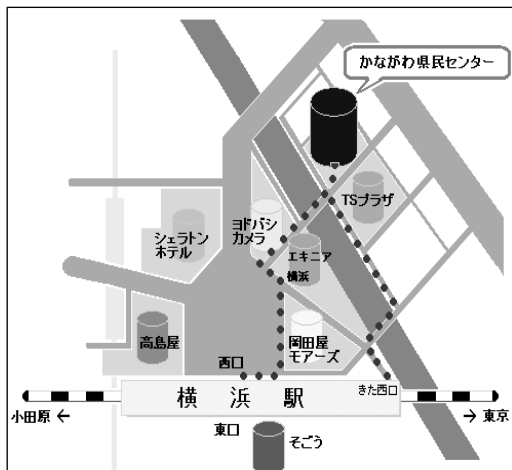 かながわ県民センター
TSプラザ
ヨドバシ
カメラ
シェラトン
ホテル
エキニア
横浜
高島屋
岡田屋
モアーズ
西口
きた西口
横浜駅
小田原 ←
→ 東京
東口
そごう